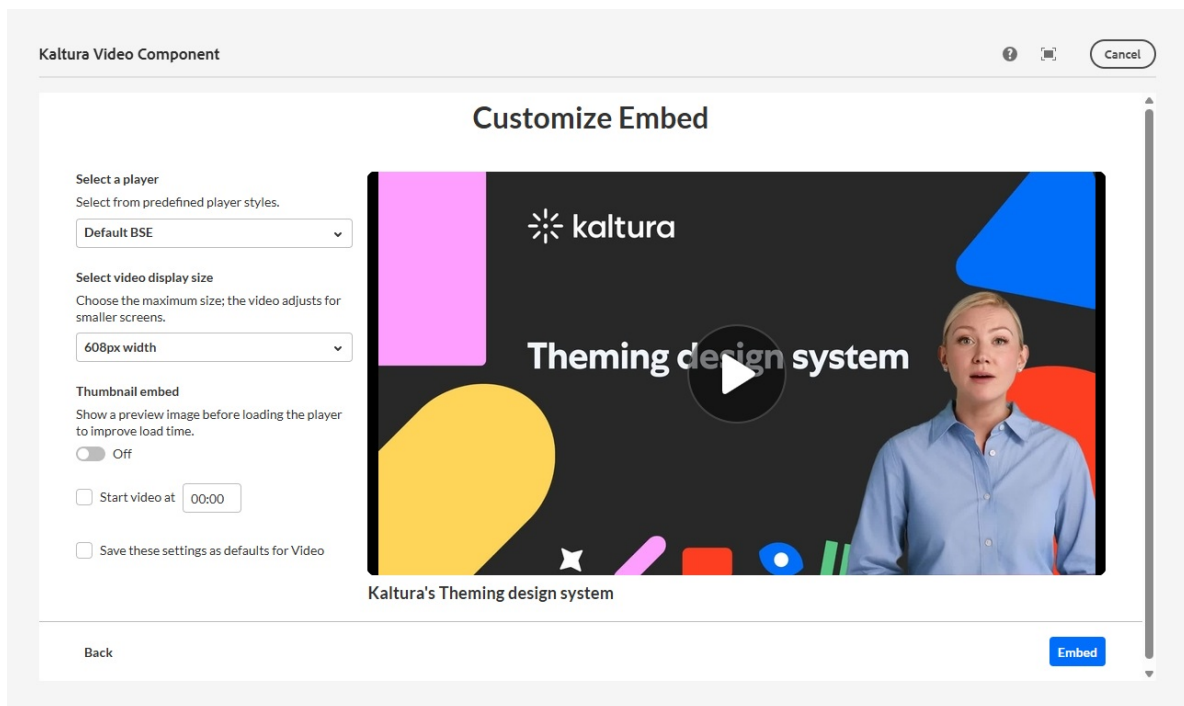 Kaltura Video Component
Cancel
Customize Embed
Select a player
Select from predefined player styles.
Default BSE
Select video display size
Choose the maximum size; the video adjusts for
smaller screens.
608px width
Thumbnail embed
Show a preview image before loading the player
to improve load time.
Off
Start video at 00:00
Save these settings as defaults for Video
kaltura
Theming design system
Kaltura's Theming design system
Back
Embed